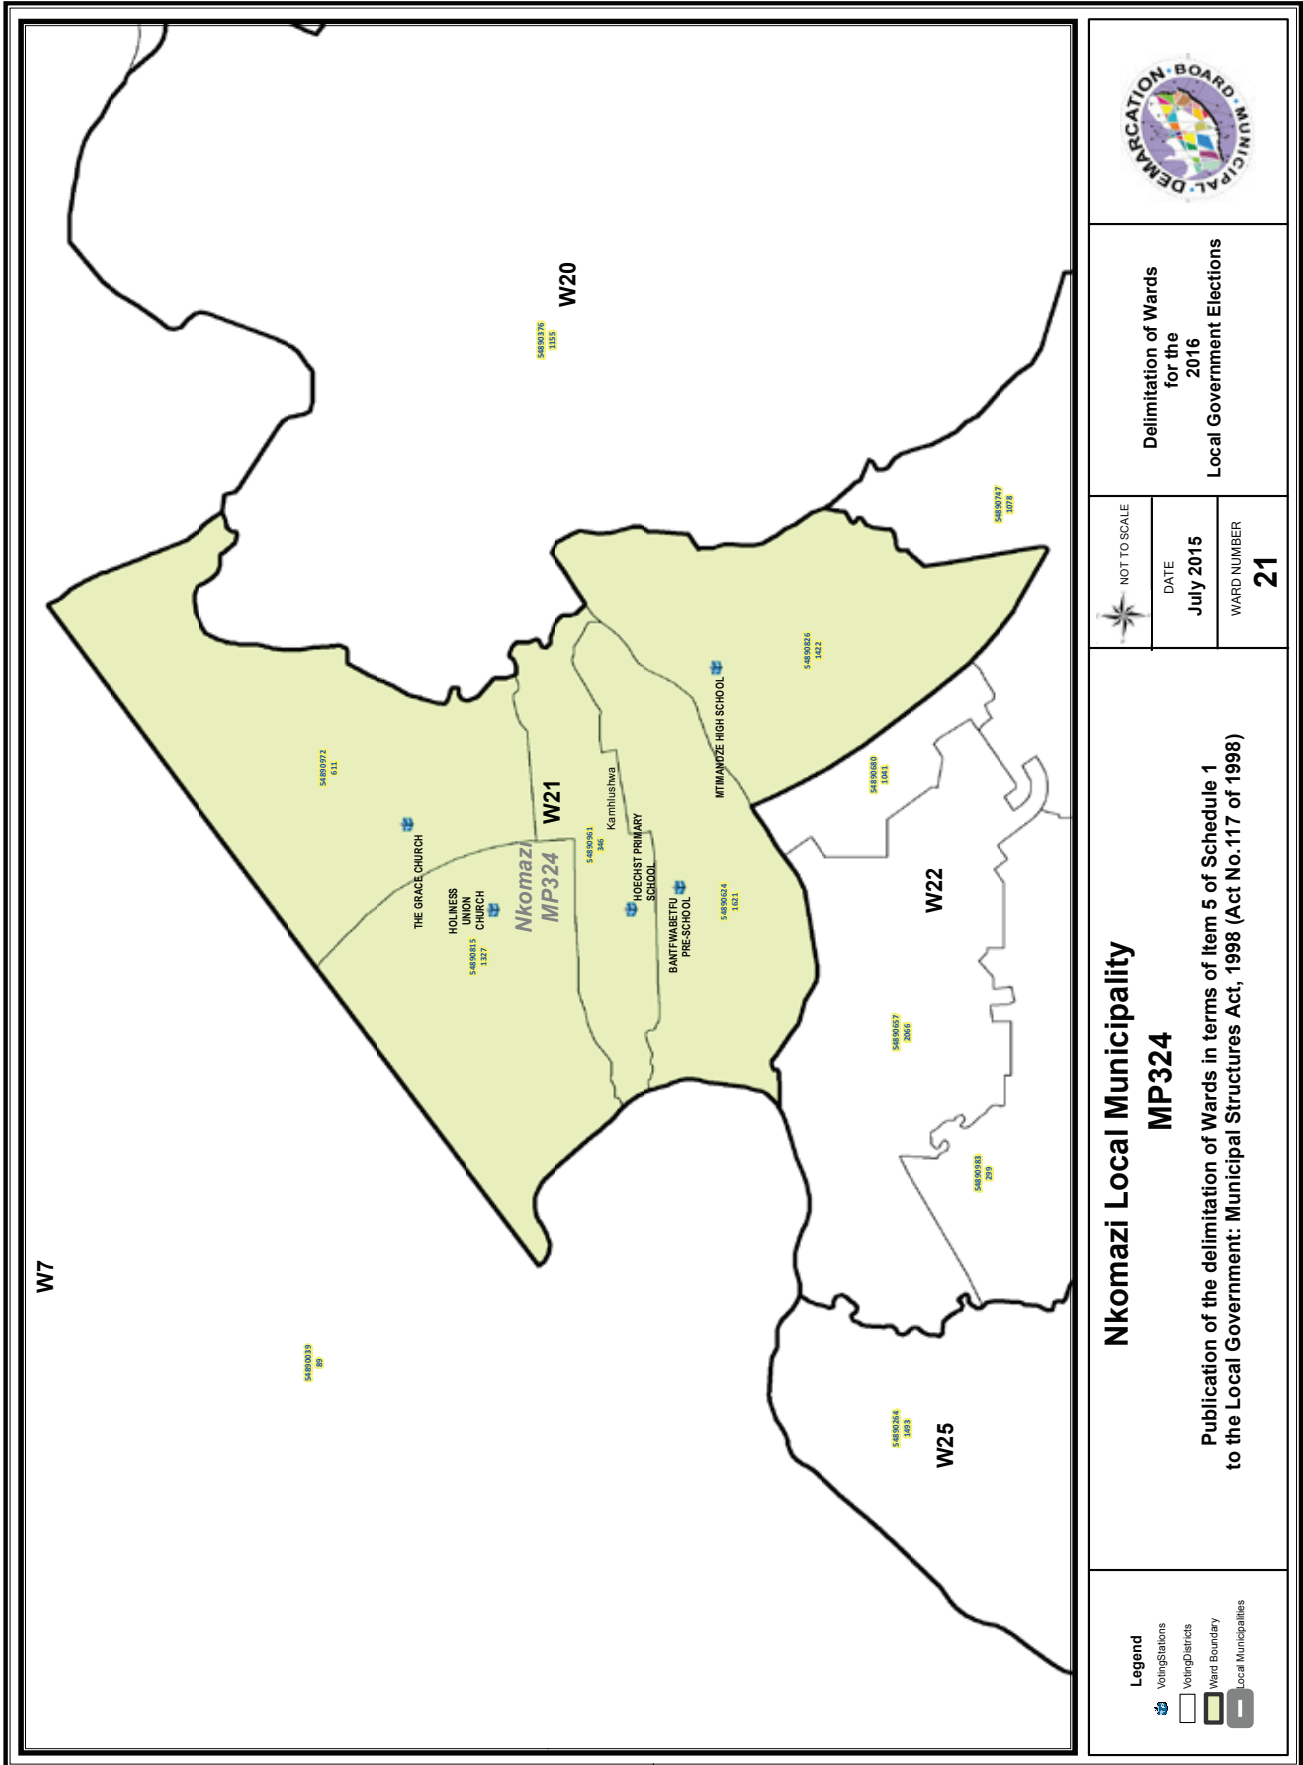 W7
54890039
89
54890972
611
THE GRACE CHURCH
HOLINESS
UNION
CHURCH
54890815
1327
Nkomazi
MP324
W21
54890376
1155
W20
54890961
346
Kamhlushwa
HOECHST PRIMARY
SCHOOL
BANTFWABETFU
PRE-SCHOOL
54890624
1621
MTIMANDZE HIGH SCHOOL
54890826
1422
54890747
1078
54890680
1041
W22
54890657
2066
54890983
299
54890264
1493
W25
Legend
VotingStations
VotingDistricts
Ward Boundary
Local Municipalities
Nkomazi Local Municipality
MP324
Publication of the delimitation of Wards in terms of Item 5 of Schedule 1
to the Local Government: Municipal Structures Act, 1998 (Act No.117 of 1998)
NOT TO SCALE
DATE
July 2015
WARD NUMBER
21
Delimitation of Wards
for the
2016
Local Government Elections
MUNICIPAL · DEMARCATION · BOARD